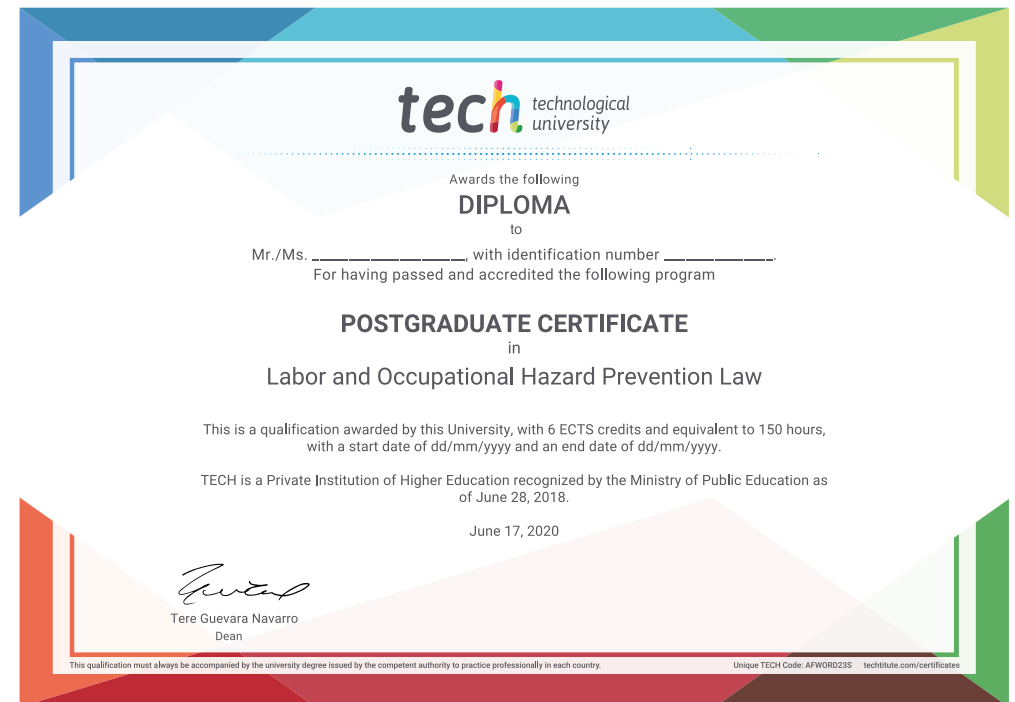 tech technological
university
Awards the following
DIPLOMA
to
Mr./Ms. ____________________, with identification number ______________.
For having passed and accredited the following program
POSTGRADUATE CERTIFICATE
in
Labor and Occupational Hazard Prevention Law
This is a qualification awarded by this University, with 6 ECTS credits and equivalent to 150 hours,
with a start date of dd/mm/yyyy and an end date of dd/mm/yyyy.
TECH is a Private Institution of Higher Education recognized by the Ministry of Public Education as
of June 28, 2018.
June 17, 2020
Tere Guevara Navarro
Dean
This qualification must always be accompanied by the university degree issued by the competent authority to practice professionally in each country.
Unique TECH Code: AFWORD23S techtitute.com/certificates